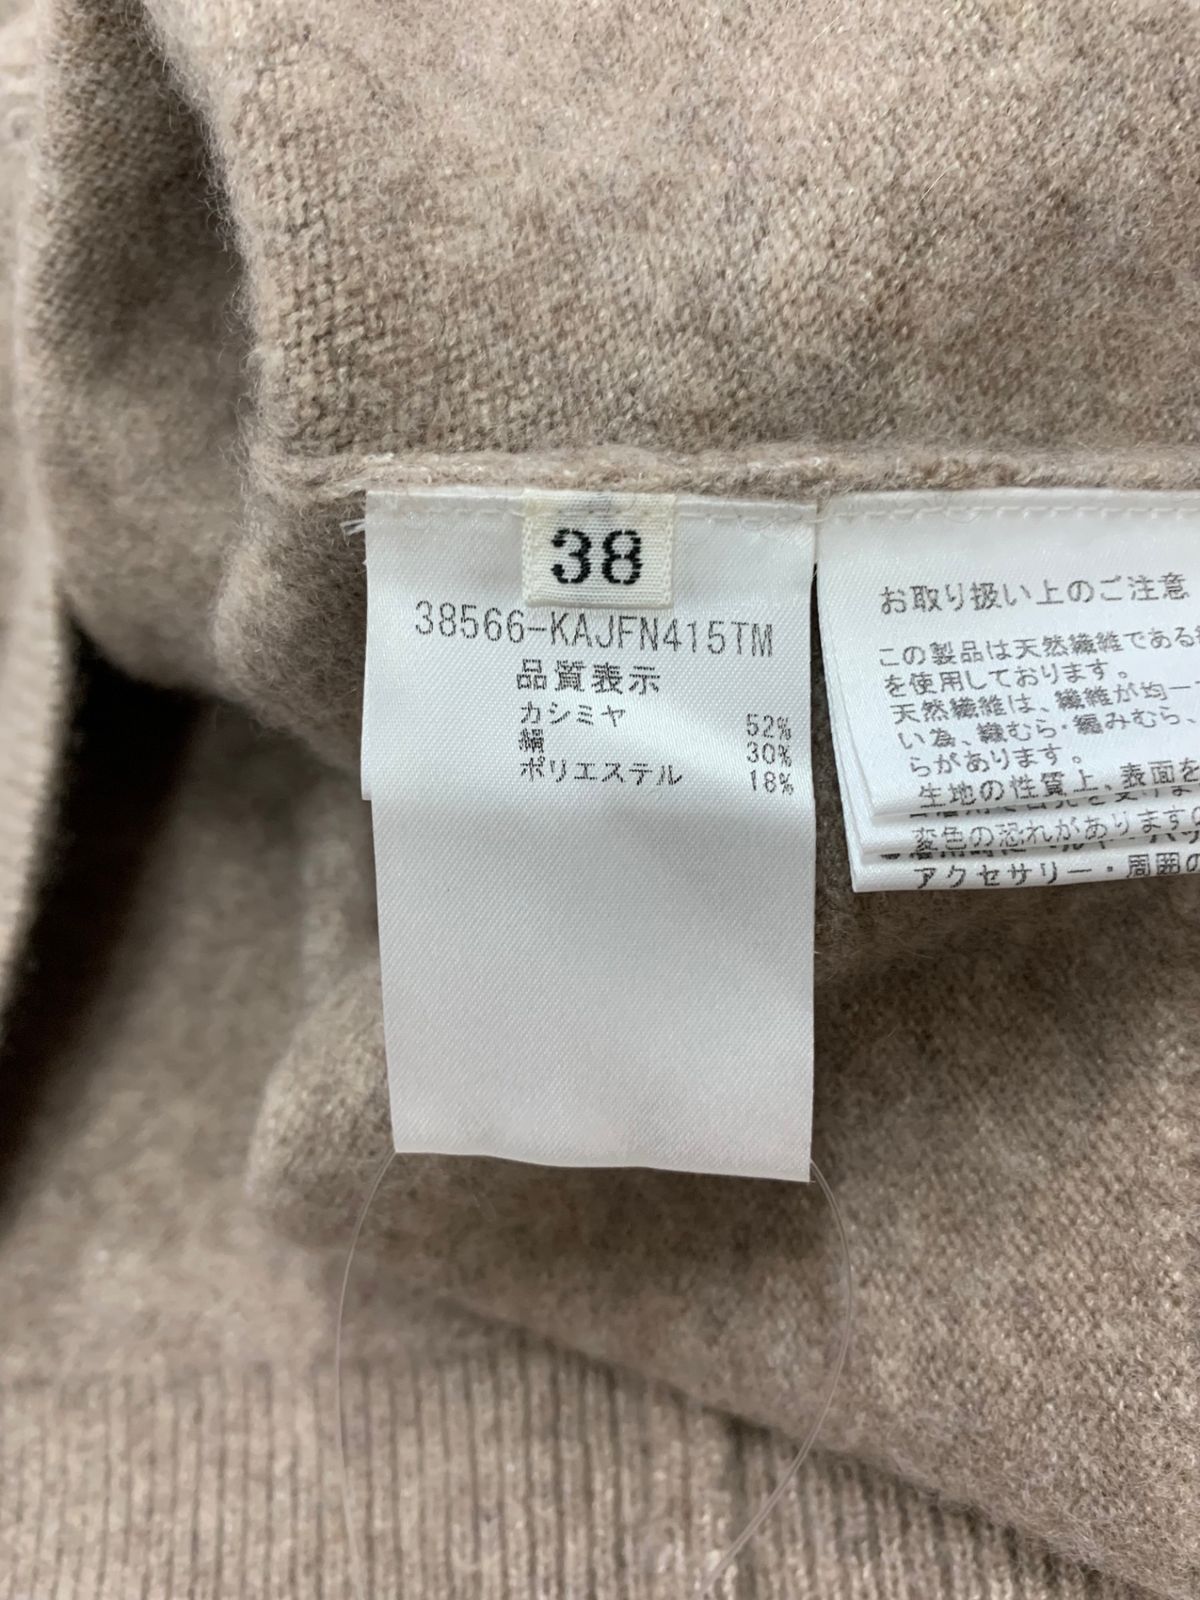 38
38566-KAJFN415TM
品質表示
カシミヤ 52%
絹 30%
ポリエステル 18%
お取り扱い上のご注意
この製品は天然繊維である
を使用しております。
天然繊維は、繊維が均一
い為、織むら・編みむら、
らがあります。
生地の性質上、表面を
変色の恐れがあります
アクセサリー・周囲の